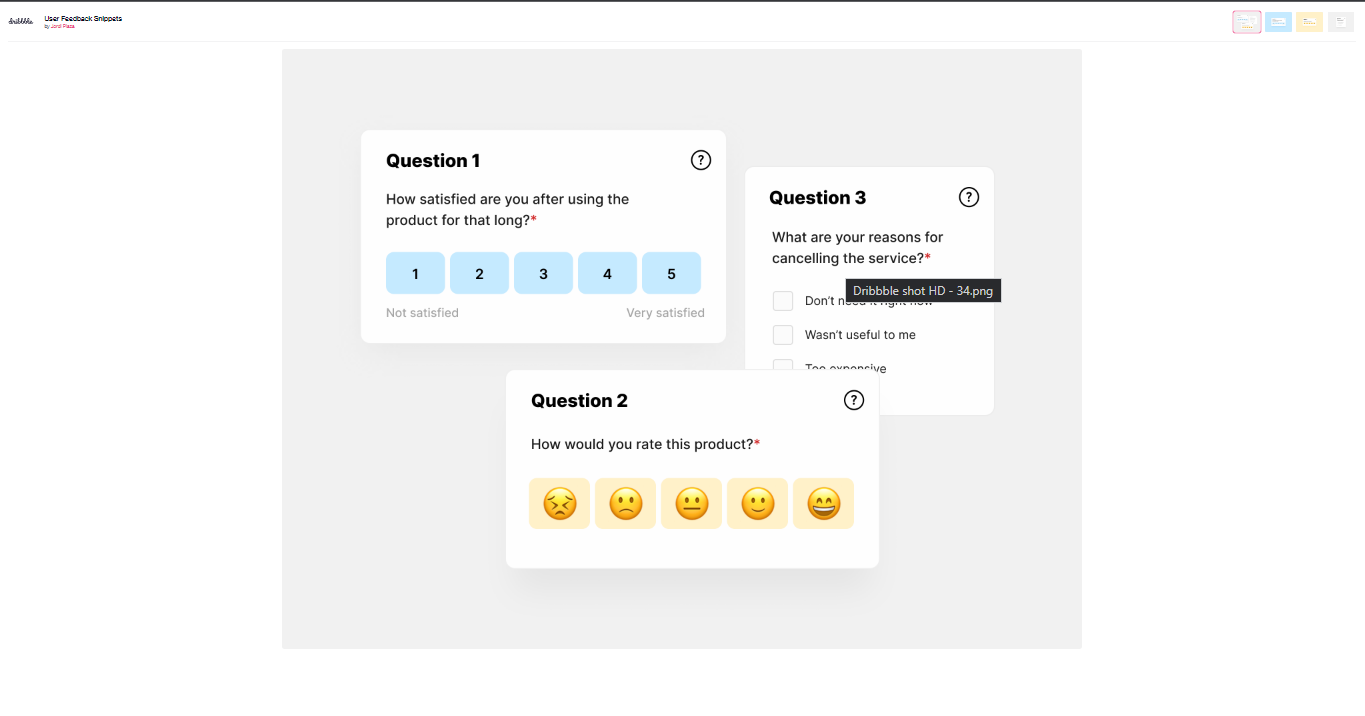 dribbble
User Feedback Snippets
by Jordi Plaza
Question 1
?
How satisfied are you after using the
product for that long?*
1
2
3
4
5
Not satisfied
Very satisfied
Question 3
?
What are your reasons for
cancelling the service?*
Dribbble shot HD - 34.png
Don't need it right now
Wasn't useful to me
Too expensive
Question 2
?
How would you rate this product?*